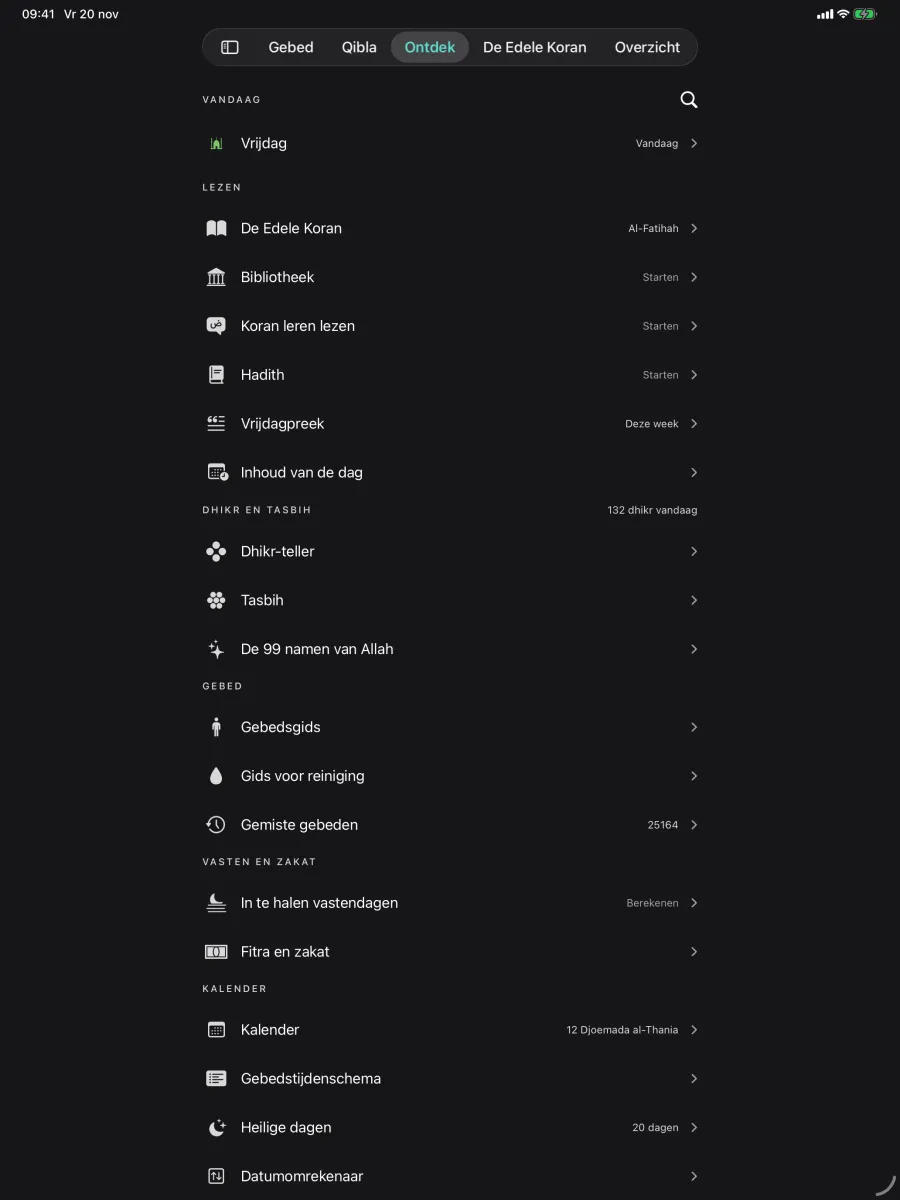 09:41 Vr 20 nov
Gebed Qibla Ontdek De Edele Koran Overzicht
VANDAAG
Vrijdag Vandaag
LEZEN
De Edele Koran Al-Fatihah
Bibliotheek Starten
Koran leren lezen Starten
Hadith Starten
Vrijdagpreek Deze week
Inhoud van de dag
DHIKR EN TASBIH 132 dhikr vandaag
Dhikr-teller
Tasbih
De 99 namen van Allah
GEBED
Gebedsgids
Gids voor reiniging
Gemiste gebeden 25164
VASTEN EN ZAKAT
In te halen vastendagen Berekenen
Fitra en zakat
KALENDER
Kalender 12 Djoemada al-Thania
Gebedstijdenschema
Heilige dagen 20 dagen
Datumomrekenaar